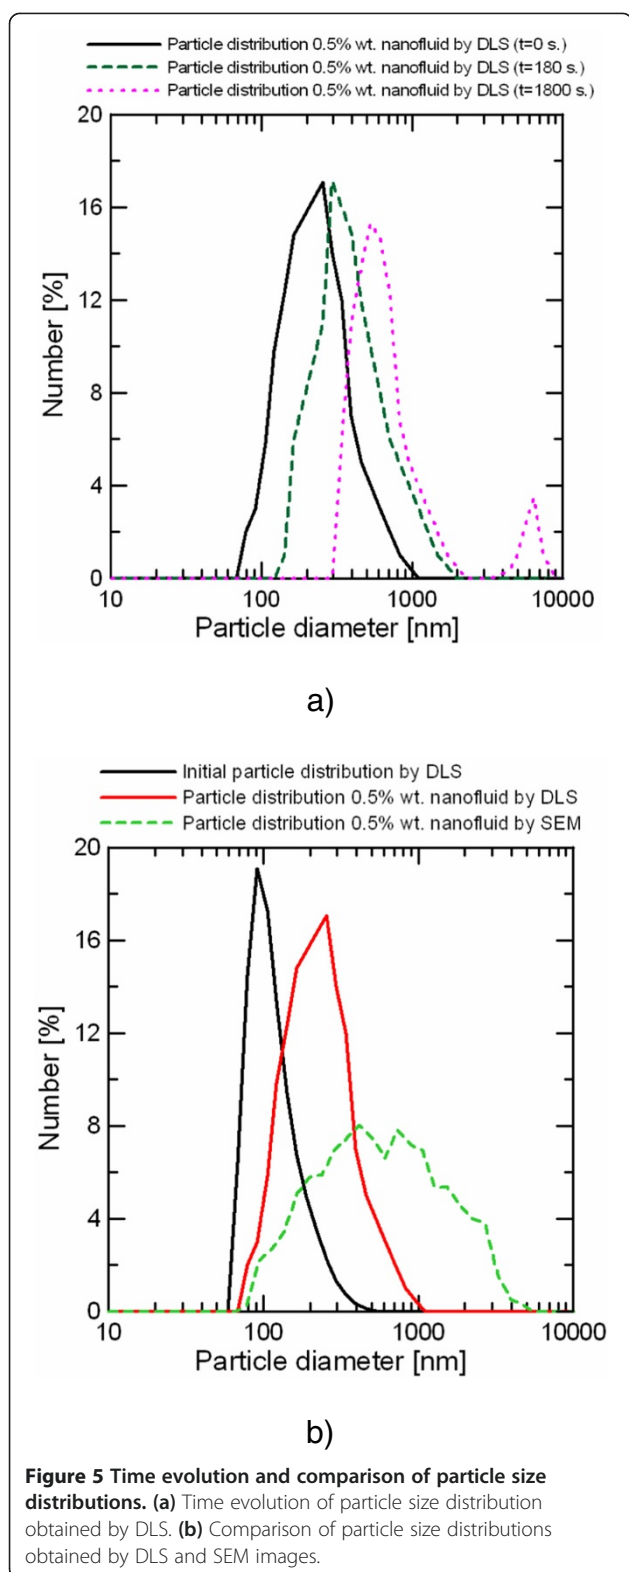 Particle distribution 0.5% wt. nanofluid by DLS (t=0 s.)
Particle distribution 0.5% wt. nanofluid by DLS (t=180 s.)
Particle distribution 0.5% wt. nanofluid by DLS (t=1800 s.)
20
16
12
8
4
0
Number [%]
10 100 1000 10000
Particle diameter [nm]
a)
Initial particle distribution by DLS
Particle distribution 0.5% wt. nanofluid by DLS
Particle distribution 0.5% wt. nanofluid by SEM
20
16
12
8
4
0
Number [%]
10 100 1000 10000
Particle diameter [nm]
b)
Figure 5 Time evolution and comparison of particle size
distributions. (a) Time evolution of particle size distribution
obtained by DLS. (b) Comparison of particle size distributions
obtained by DLS and SEM images.